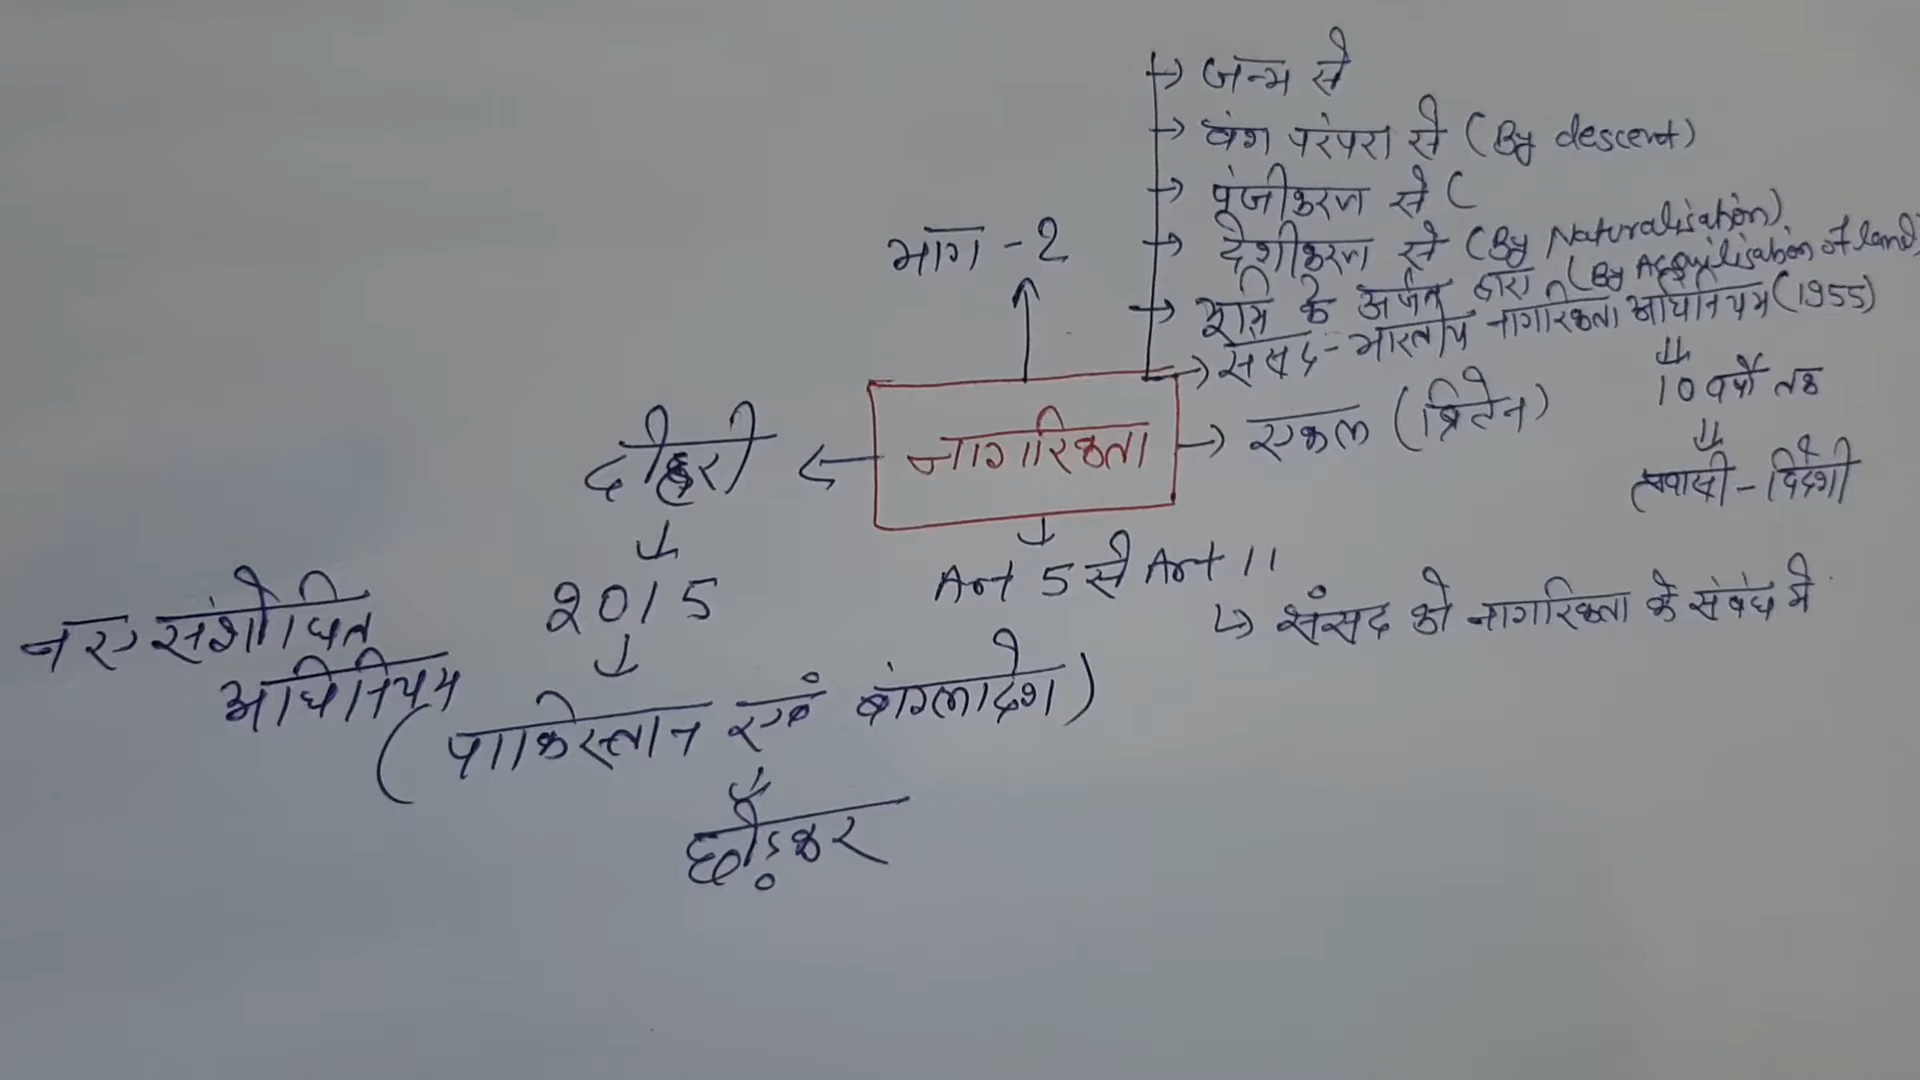 जन्म से
वंश परंपरा से (By descent)
पंजीकरण से (
देशीकरण से (By Naturalisation)
भूमि के अर्जन द्वारा (By Acquilisation of land)
संसद - भारतीय नागरिकता अधिनियम (1955)
10 वर्षों तक
भाग - 2
नागरिकता
एकल (ब्रिटेन)
दोहरी
2015
(पाकिस्तान एवं बांग्लादेश)
छोड़कर
नए संशोधित
अधिनियम
Art 5 से Art 11
संसद को नागरिकता के संबंध में